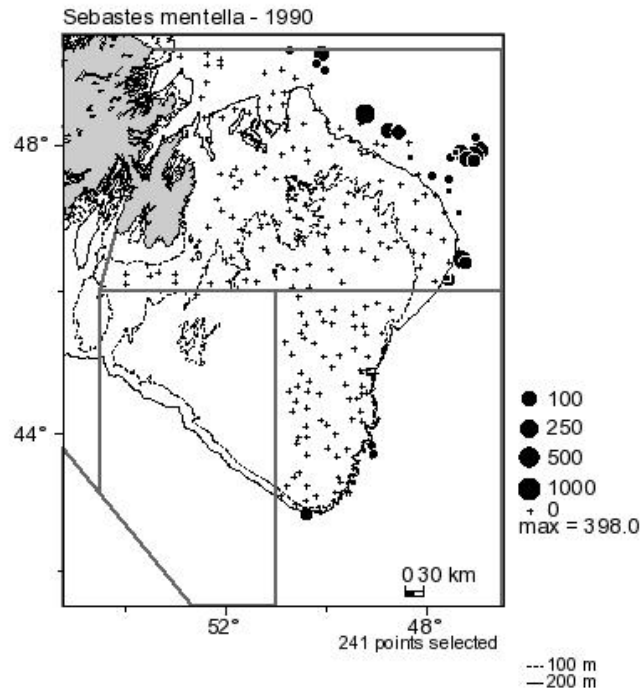 Sebastes mentella - 1990
48°
44°
100
250
500
1000
0
max = 398.0
0 30 km
52°
48°
241 points selected
100 m
200 m